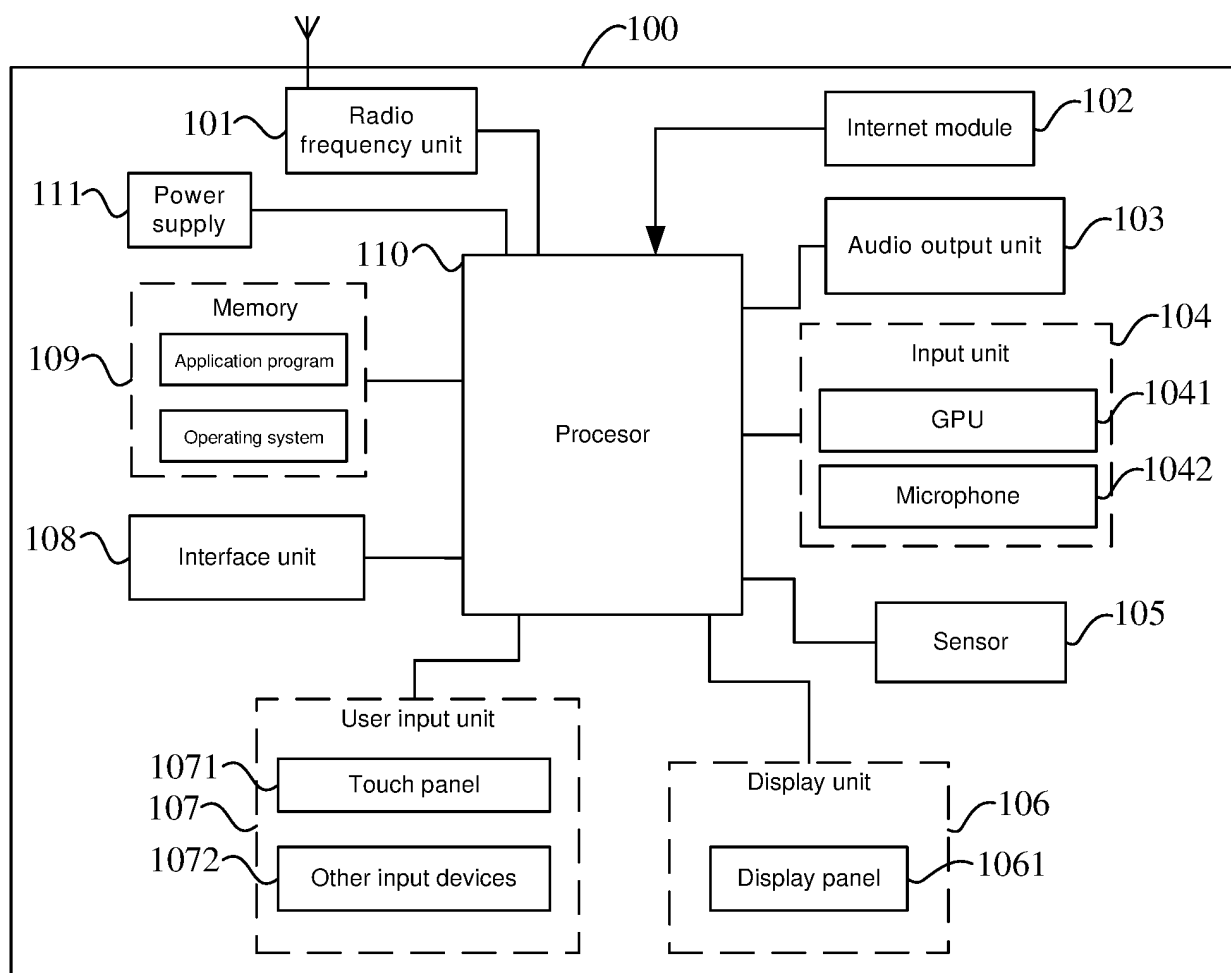 100
101
Radio
frequency unit
Internet module
102
111
Power
supply
110
Audio output unit
103
Memory
109
Application program
Operating system
Procesor
Input unit
104
GPU
1041
Microphone
1042
108
Interface unit
Sensor
105
User input unit
1071
Touch panel
107
1072
Other input devices
Display unit
106
Display panel
1061